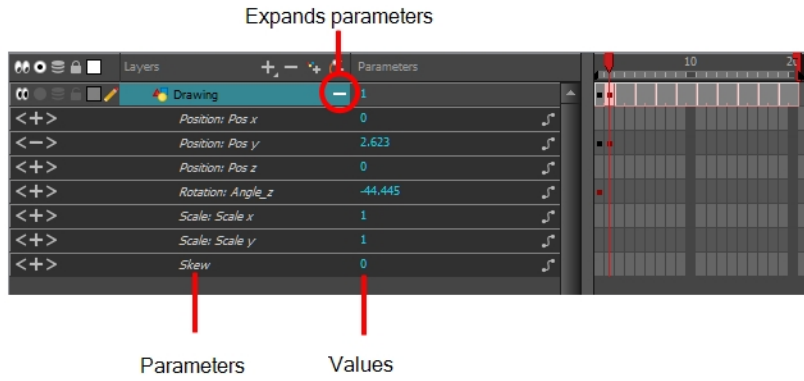 Expands parameters
Layers Parameters 10 2
Drawing 1
Position: Pos x 0
Position: Pos y 2.623
Position: Pos z 0
Rotation: Angle_z -44.445
Scale: Scale x 1
Scale: Scale y 1
Skew 0
Parameters Values